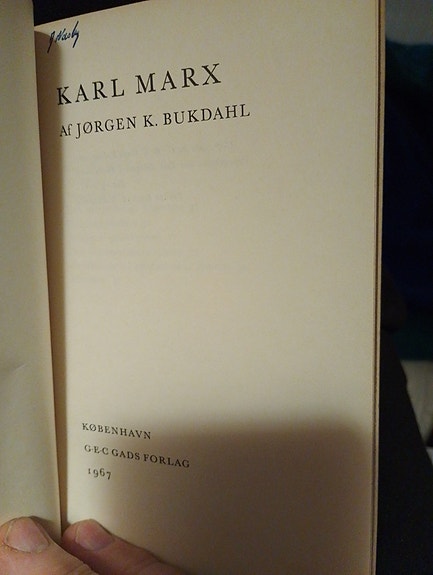 KARL MARX
Af JØRGEN K. BUKDAHL
KØBENHAVN
G·E·C GADS FORLAG
1967